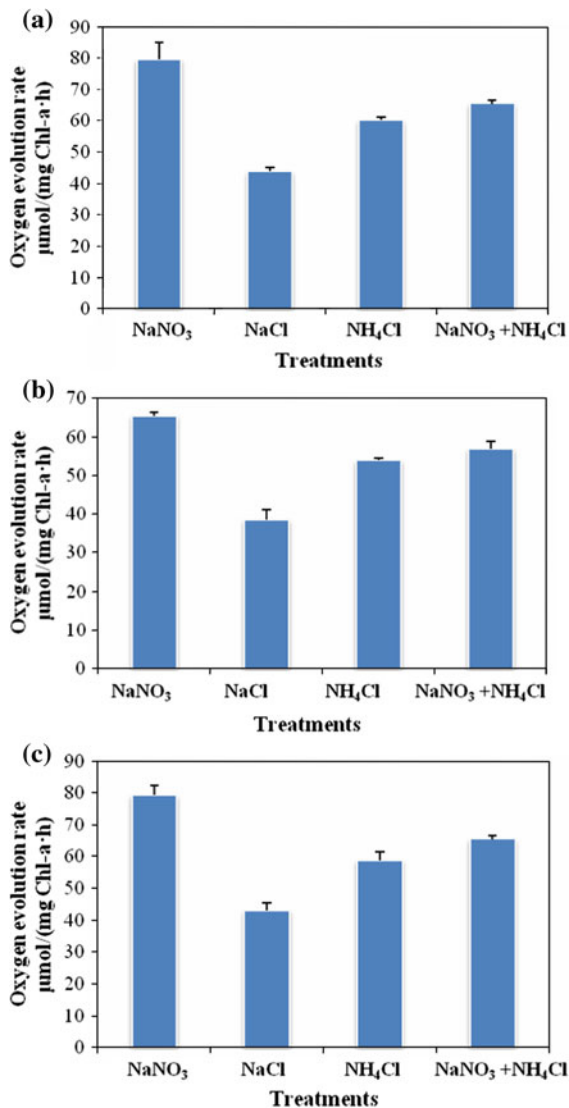 (a)
Oxygen evolution rate
µmol/(mg Chl-a·h)
90
80
70
60
50
40
30
20
10
0
NaNO₃ NaCl NH₄Cl NaNO₃ +NH₄Cl
Treatments
(b)
Oxygen evolution rate
µmol/(mg Chl-a·h)
70
60
50
40
30
20
10
0
NaNO₃ NaCl NH₄Cl NaNO₃ +NH₄Cl
Treatments
(c)
Oxygen evolution rate
µmol/(mg Chl-a·h)
90
80
70
60
50
40
30
20
10
0
NaNO₃ NaCl NH₄Cl NaNO₃ +NH₄Cl
Treatments